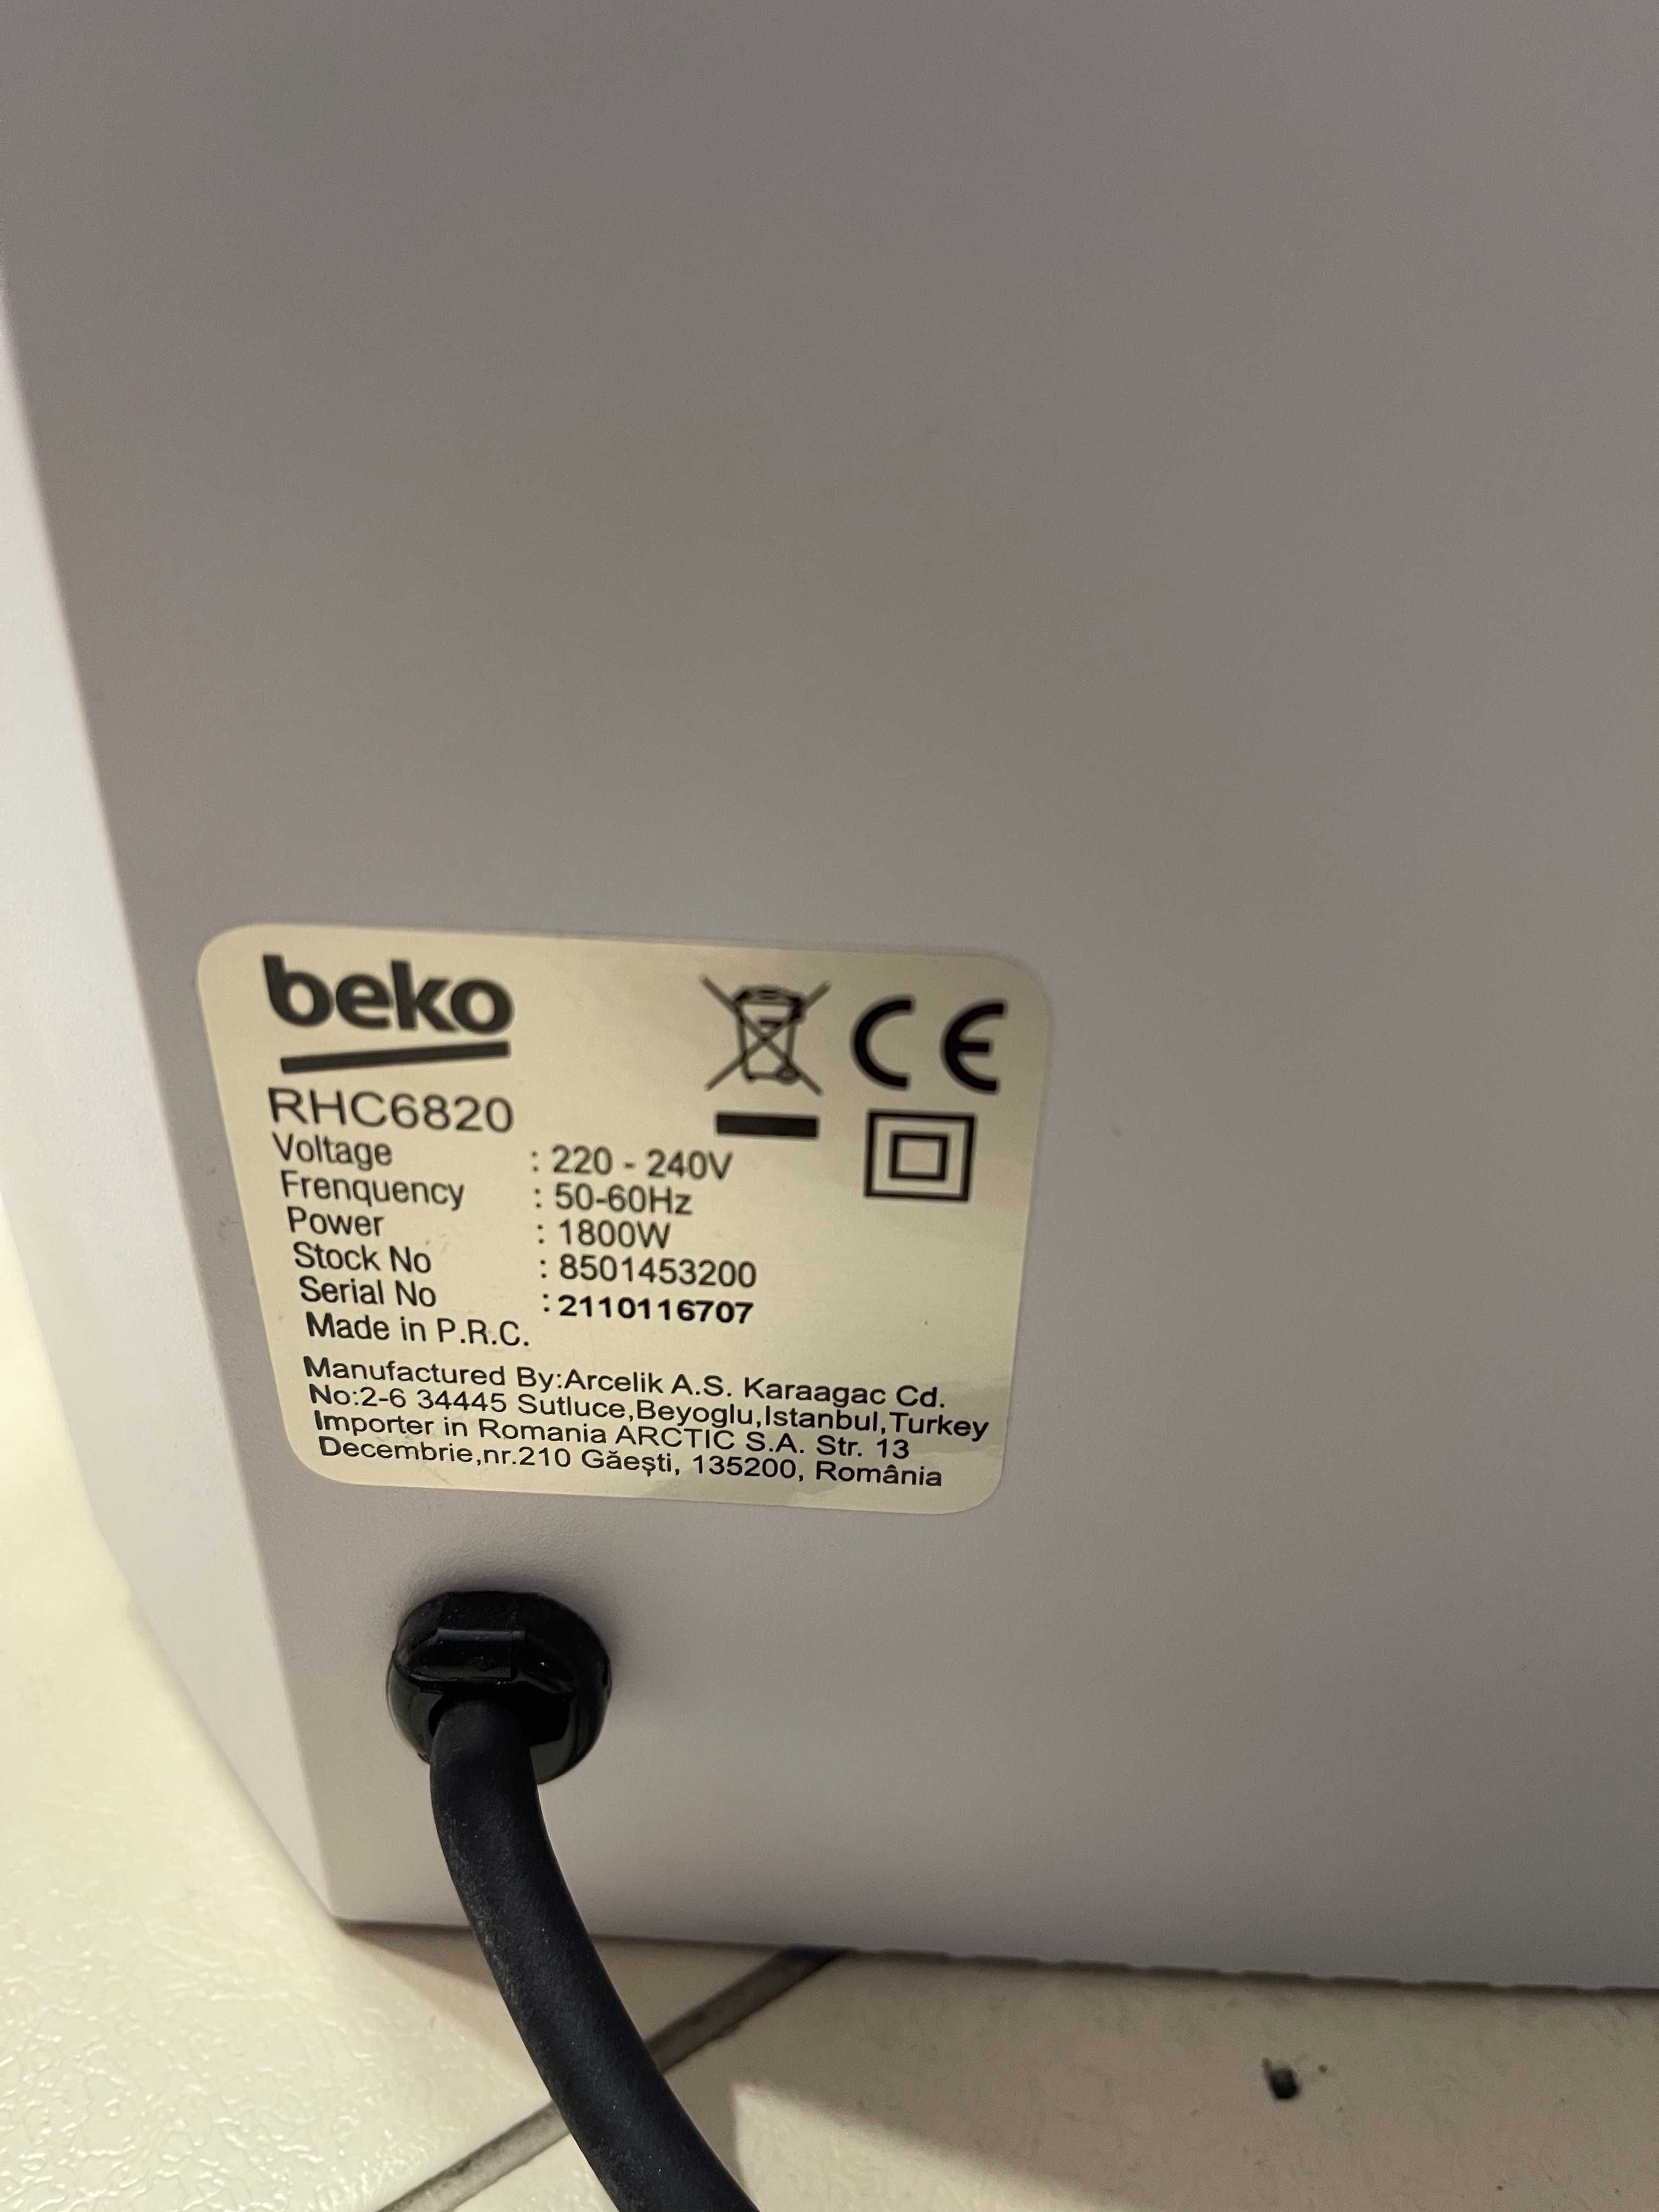 beko
CE
RHC6820
Voltage : 220 - 240V
Frenquency : 50-60Hz
Power : 1800W
Stock No : 8501453200
Serial No : 2110116707
Made in P.R.C.
Manufactured By:Arcelik A.S. Karaagac Cd.
No:2-6 34445 Sutluce,Beyoglu,Istanbul,Turkey
Importer in Romania ARCTIC S.A. Str. 13
Decembrie,nr.210 Găești, 135200, România